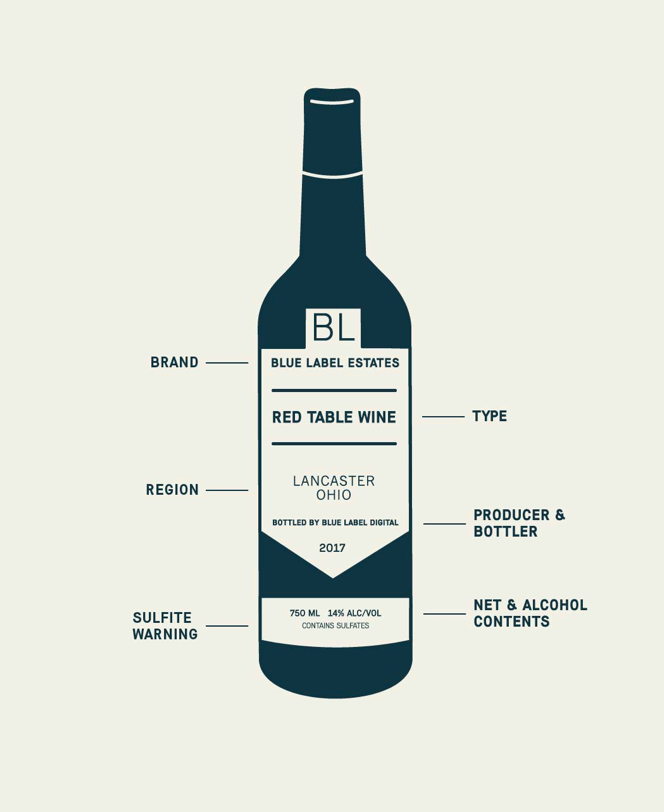 BL
BRAND
BLUE LABEL ESTATES
RED TABLE WINE
TYPE
REGION
LANCASTER
OHIO
BOTTLED BY BLUE LABEL DIGITAL
PRODUCER &
BOTTLER
2017
NET & ALCOHOL
CONTENTS
750 ML 14% ALC/VOL
SULFITE
WARNING
CONTAINS SULFATES